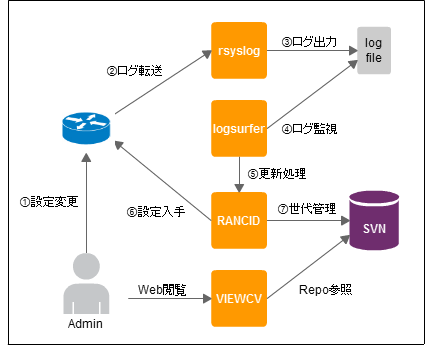 rsyslog
③ログ出力
log
file
②ログ転送
logsurfer
④ログ監視
⑤更新処理
①設定変更
⑥設定入手
RANCID
⑦世代管理
SVN
Web閲覧
VIEWCV
Repo参照
Admin